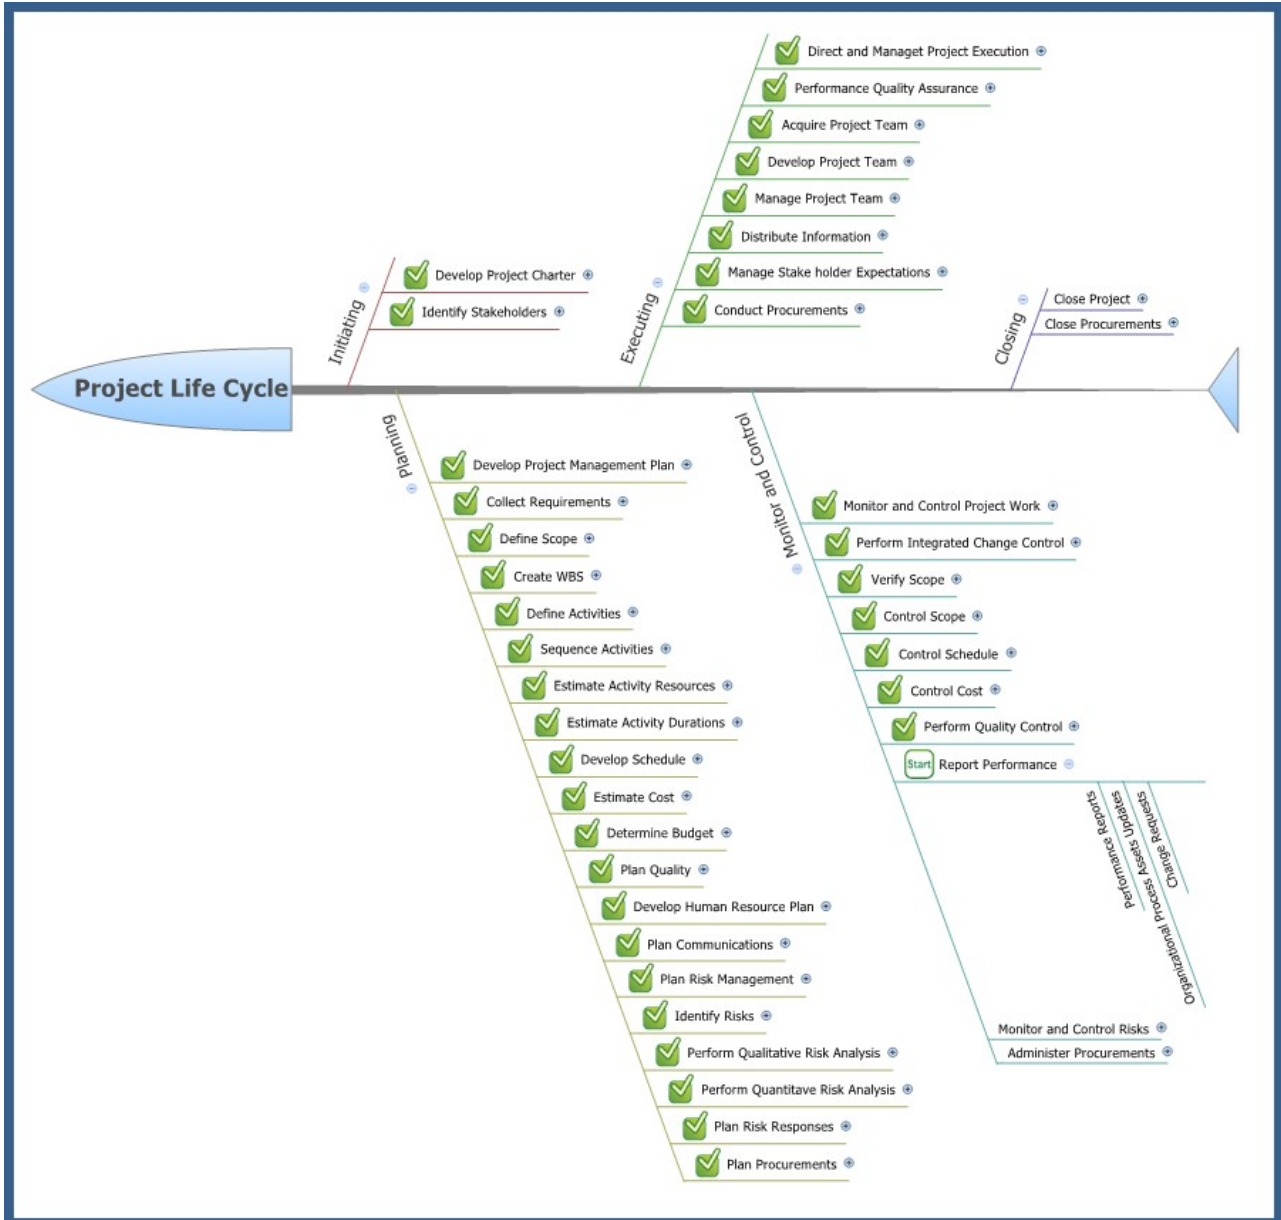 Direct and Managet Project Execution
Performance Quality Assurance
Acquire Project Team
Develop Project Team
Manage Project Team
Distribute Information
Manage Stake holder Expectations
Conduct Procurements
Executing
Develop Project Charter
Identify Stakeholders
Initiating
Close Project
Close Procurements
Closing
Project Life Cycle
Planning
Develop Project Management Plan
Collect Requirements
Define Scope
Create WBS
Define Activities
Sequence Activities
Estimate Activity Resources
Estimate Activity Durations
Develop Schedule
Estimate Cost
Determine Budget
Plan Quality
Develop Human Resource Plan
Plan Communications
Plan Risk Management
Identify Risks
Perform Qualitative Risk Analysis
Perform Quantitave Risk Analysis
Plan Risk Responses
Plan Procurements
Monitor and Control
Monitor and Control Project Work
Perform Integrated Change Control
Verify Scope
Control Scope
Control Schedule
Control Cost
Perform Quality Control
Start Report Performance
Performance Reports
Organizational Process Assets Updates
Change Requests
Monitor and Control Risks
Administer Procurements